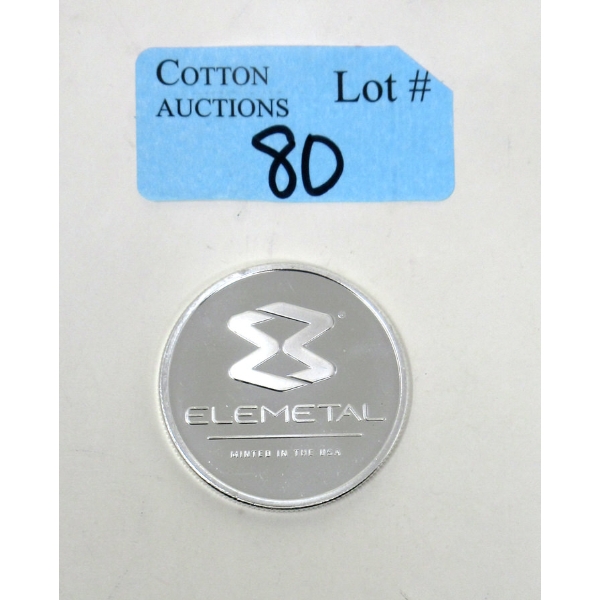 COTTON
AUCTIONS
Lot #
80
®
ELEMETAL
MINTED IN THE USA